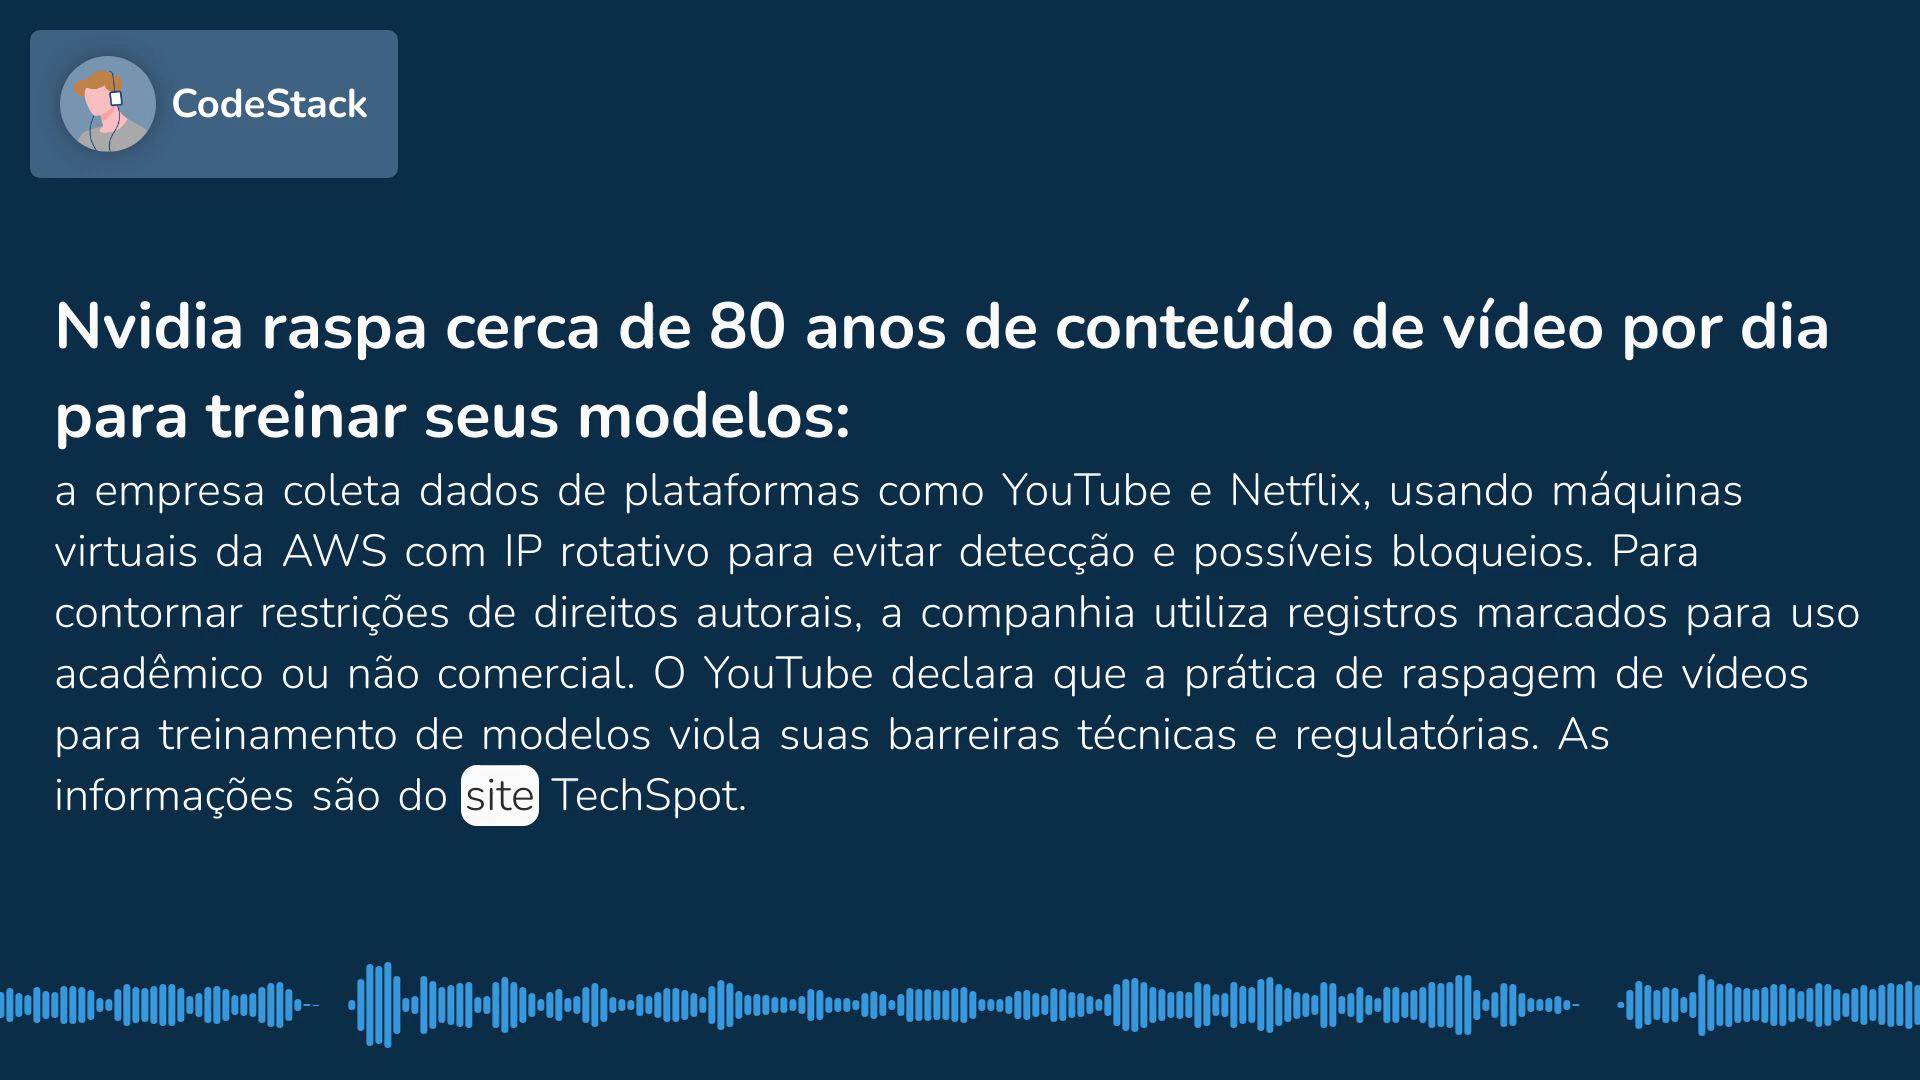 CodeStack
Nvidia raspa cerca de 80 anos de conteúdo de vídeo por dia
para treinar seus modelos:
a empresa coleta dados de plataformas como YouTube e Netflix, usando máquinas
virtuais da AWS com IP rotativo para evitar detecção e possíveis bloqueios. Para
contornar restrições de direitos autorais, a companhia utiliza registros marcados para uso
acadêmico ou não comercial. O YouTube declara que a prática de raspagem de vídeos
para treinamento de modelos viola suas barreiras técnicas e regulatórias. As
informações são do site TechSpot.